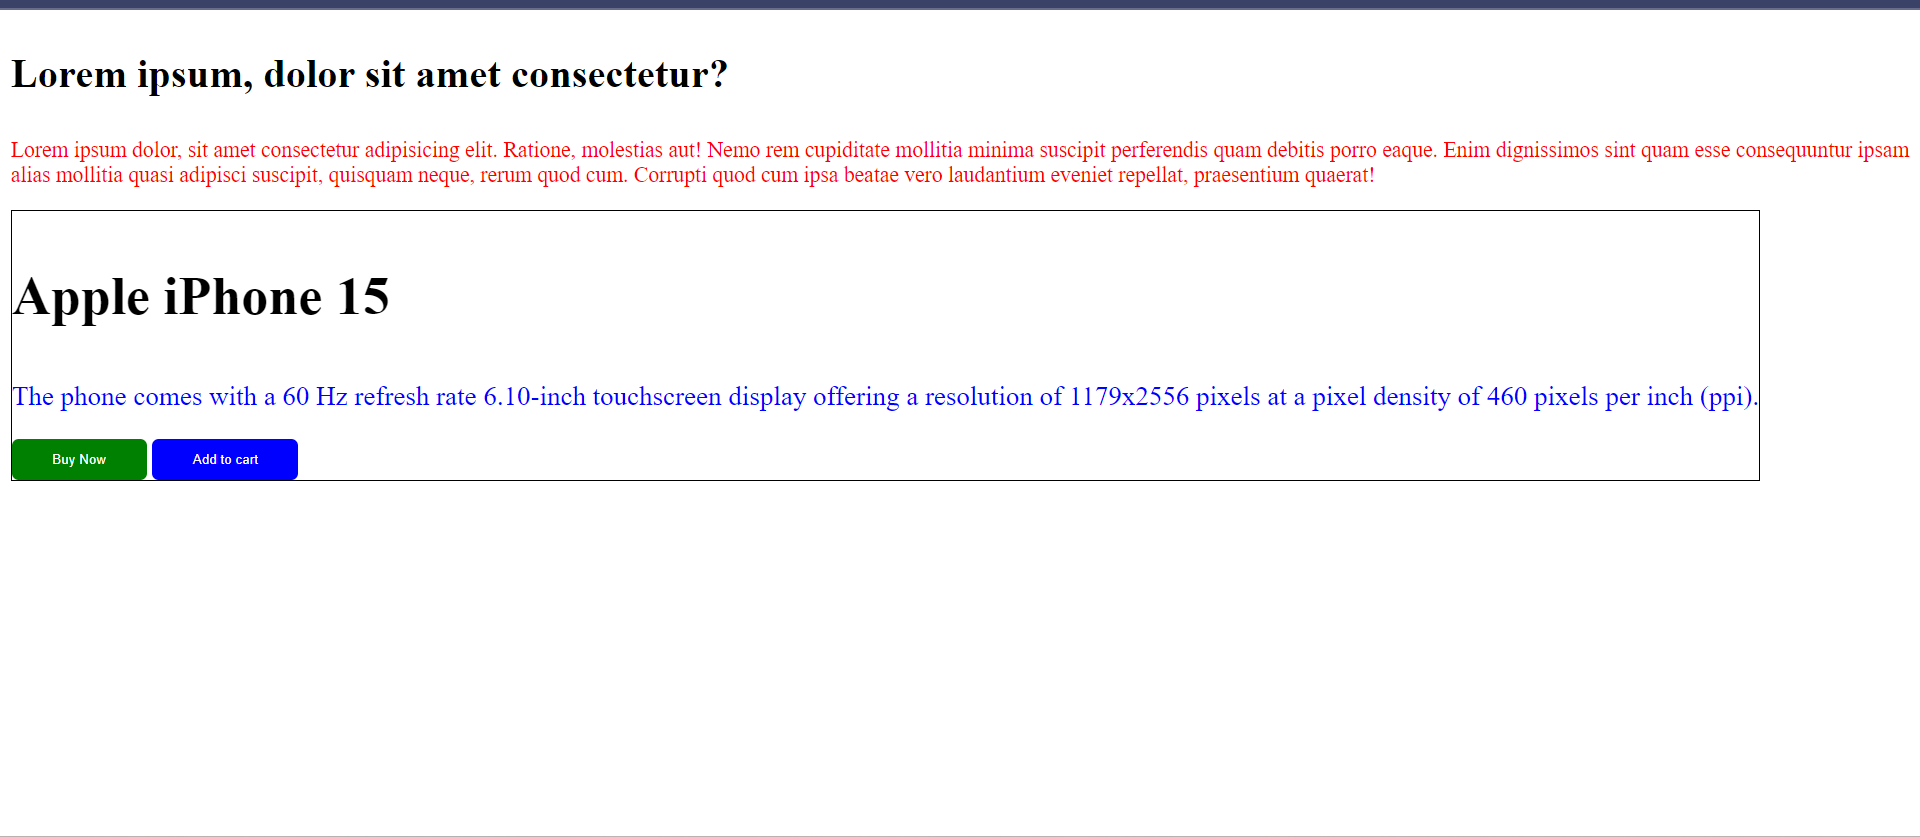 Lorem ipsum, dolor sit amet consectetur?
Lorem ipsum dolor, sit amet consectetur adipisicing elit. Ratione, molestias aut! Nemo rem cupiditate mollitia minima suscipit perferendis quam debitis porro eaque. Enim dignissimos sint quam esse consequuntur ipsam
alias mollitia quasi adipisci suscipit, quisquam neque, rerum quod cum. Corrupti quod cum ipsa beatae vero laudantium eveniet repellat, praesentium quaerat!
Apple iPhone 15
The phone comes with a 60 Hz refresh rate 6.10-inch touchscreen display offering a resolution of 1179x2556 pixels at a pixel density of 460 pixels per inch (ppi).
Buy Now Add to cart